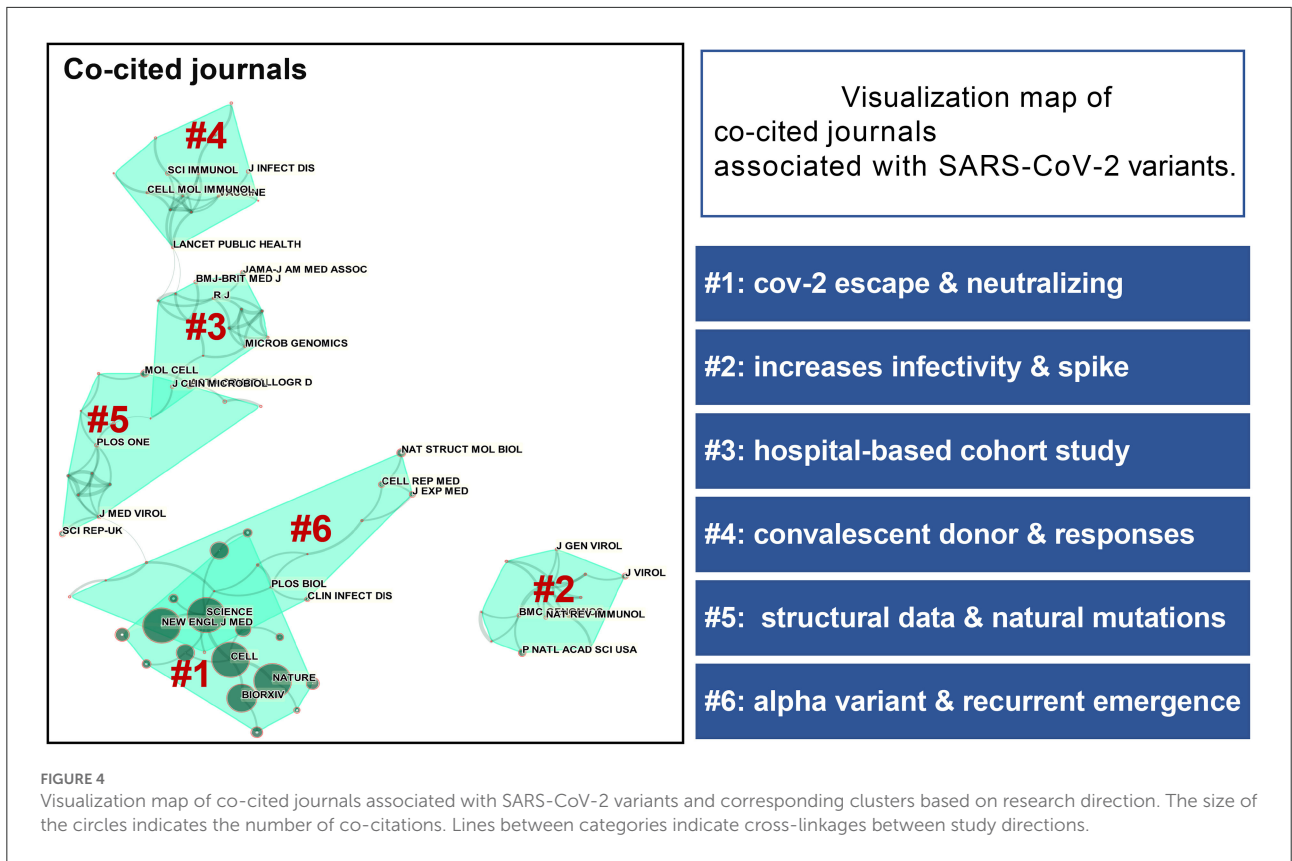 Co-cited journals
#4
SCI IMMUNOL
J INFECT DIS
CELL MOL IMMUNOL
VACCINE
LANCET PUBLIC HEALTH
JAMA-J AM MED ASSOC
BMJ-BRIT MED J
R J
#3
MICROB GENOMICS
MOL CELL
J CLIN MICROBIOL
#5
PLOS ONE
J MED VIROL
SCI REP-UK
NAT STRUCT MOL BIOL
CELL REP MED
J EXP MED
#6
PLOS BIOL
CLIN INFECT DIS
SCIENCE
NEW ENGL J MED
CELL
#1
NATURE
BIORXIV
J GEN VIROL
J VIROL
#2
BMC
NAT REV IMMUNOL
P NATL ACAD SCI USA
Visualization map of
co-cited journals
associated with SARS-CoV-2 variants.
#1: cov-2 escape & neutralizing
#2: increases infectivity & spike
#3: hospital-based cohort study
#4: convalescent donor & responses
#5: structural data & natural mutations
#6: alpha variant & recurrent emergence
FIGURE 4
Visualization map of co-cited journals associated with SARS-CoV-2 variants and corresponding clusters based on research direction. The size of
the circles indicates the number of co-citations. Lines between categories indicate cross-linkages between study directions.